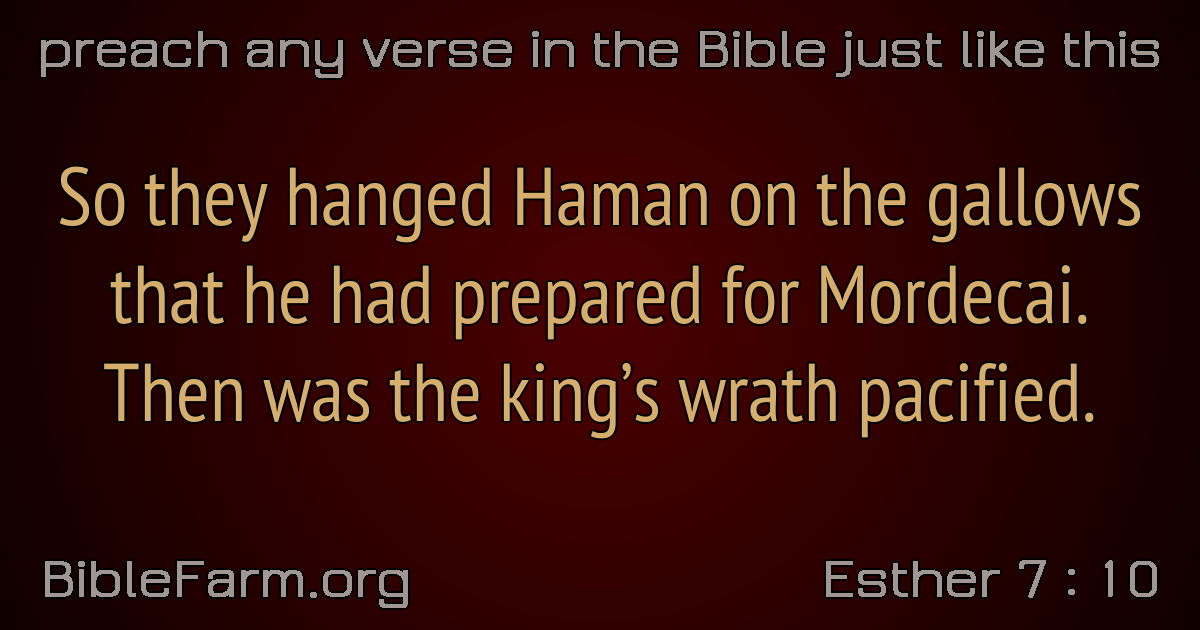 preach any verse in the Bible just like this
So they hanged Haman on the gallows
that he had prepared for Mordecai.
Then was the king’s wrath pacified.
BibleFarm.org
Esther 7 : 10